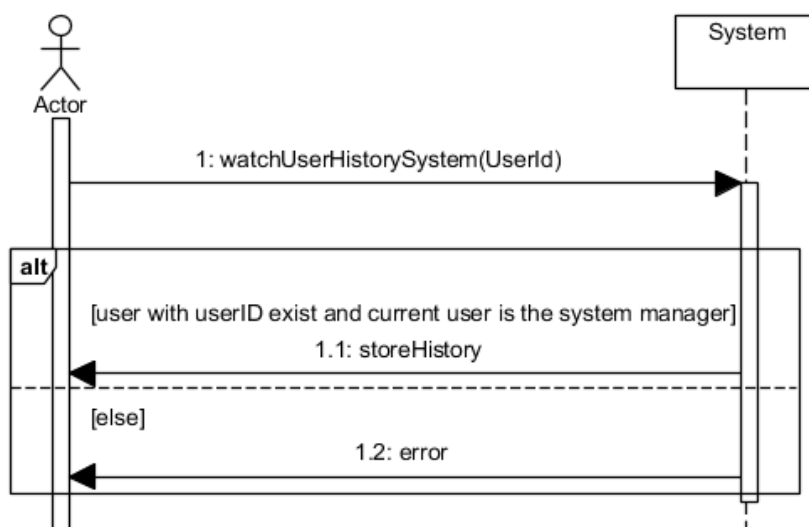 System
Actor
1: watchUserHistorySystem(UserId)
alt
[user with userID exist and current user is the system manager]
1.1: storeHistory
[else]
1.2: error